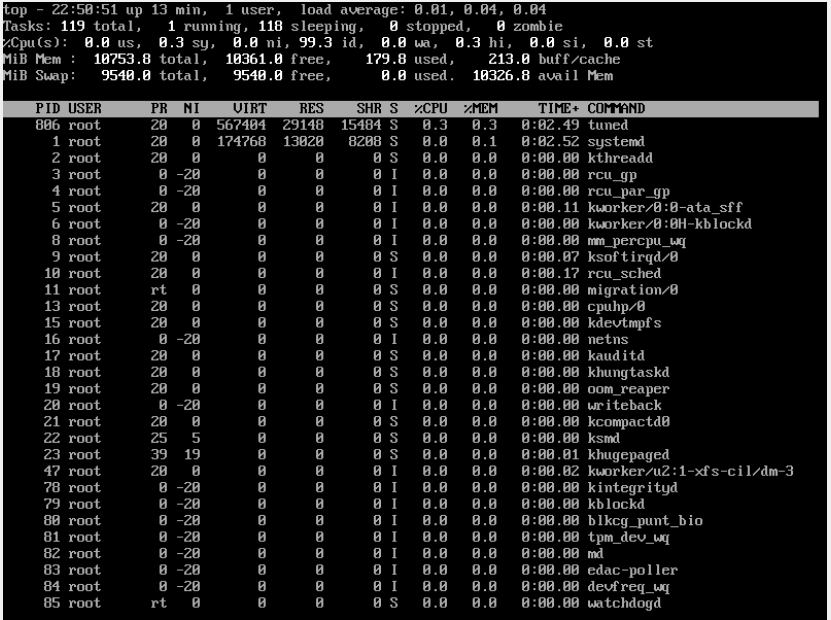 top - 22:50:51 up 13 min,  1 user,  load average: 0.01, 0.04, 0.04
Tasks: 119 total,   1 running, 118 sleeping,   0 stopped,   0 zombie
%Cpu(s):  0.0 us,  0.3 sy,  0.0 ni, 99.3 id,  0.0 wa,  0.3 hi,  0.0 si,  0.0 st
MiB Mem :  10753.8 total,  10361.0 free,    179.8 used,    213.0 buff/cache
MiB Swap:   9540.0 total,   9540.0 free,      0.0 used.  10326.8 avail Mem
PID USER      PR  NI    VIRT    RES    SHR S  %CPU  %MEM     TIME+ COMMAND
806 root      20   0  567404  29148  15484 S   0.3   0.3   0:02.49 tuned
1 root      20   0  174768  13020   8208 S   0.0   0.1   0:02.52 systemd
2 root      20   0       0      0      0 S   0.0   0.0   0:00.00 kthreadd
3 root       0 -20       0      0      0 I   0.0   0.0   0:00.00 rcu_gp
4 root       0 -20       0      0      0 I   0.0   0.0   0:00.00 rcu_par_gp
5 root      20   0       0      0      0 I   0.0   0.0   0:00.11 kworker/0:0-ata_sff
6 root       0 -20       0      0      0 I   0.0   0.0   0:00.00 kworker/0:0H-kblockd
8 root       0 -20       0      0      0 I   0.0   0.0   0:00.00 mm_percpu_wq
9 root      20   0       0      0      0 S   0.0   0.0   0:00.07 ksoftirqd/0
10 root      20   0       0      0      0 I   0.0   0.0   0:00.17 rcu_sched
11 root      rt   0       0      0      0 S   0.0   0.0   0:00.00 migration/0
13 root      20   0       0      0      0 S   0.0   0.0   0:00.00 cpuhp/0
15 root      20   0       0      0      0 S   0.0   0.0   0:00.00 kdevtmpfs
16 root       0 -20       0      0      0 I   0.0   0.0   0:00.00 netns
17 root      20   0       0      0      0 S   0.0   0.0   0:00.00 kauditd
18 root      20   0       0      0      0 S   0.0   0.0   0:00.00 khungtaskd
19 root      20   0       0      0      0 S   0.0   0.0   0:00.00 oom_reaper
20 root       0 -20       0      0      0 I   0.0   0.0   0:00.00 writeback
21 root      20   0       0      0      0 S   0.0   0.0   0:00.00 kcompactd0
22 root      25   5       0      0      0 S   0.0   0.0   0:00.00 ksmd
23 root      39  19       0      0      0 S   0.0   0.0   0:00.01 khugepaged
47 root      20   0       0      0      0 I   0.0   0.0   0:00.02 kworker/u2:1-xfs-cil/dm-3
78 root       0 -20       0      0      0 I   0.0   0.0   0:00.00 kintegrityd
79 root       0 -20       0      0      0 I   0.0   0.0   0:00.00 kblockd
80 root       0 -20       0      0      0 I   0.0   0.0   0:00.00 blkcg_punt_bio
81 root       0 -20       0      0      0 I   0.0   0.0   0:00.00 tpm_dev_wq
82 root       0 -20       0      0      0 I   0.0   0.0   0:00.00 md
83 root       0 -20       0      0      0 I   0.0   0.0   0:00.00 edac-poller
84 root       0 -20       0      0      0 I   0.0   0.0   0:00.00 devfreq_wq
85 root      rt   0       0      0      0 S   0.0   0.0   0:00.00 watchdogd